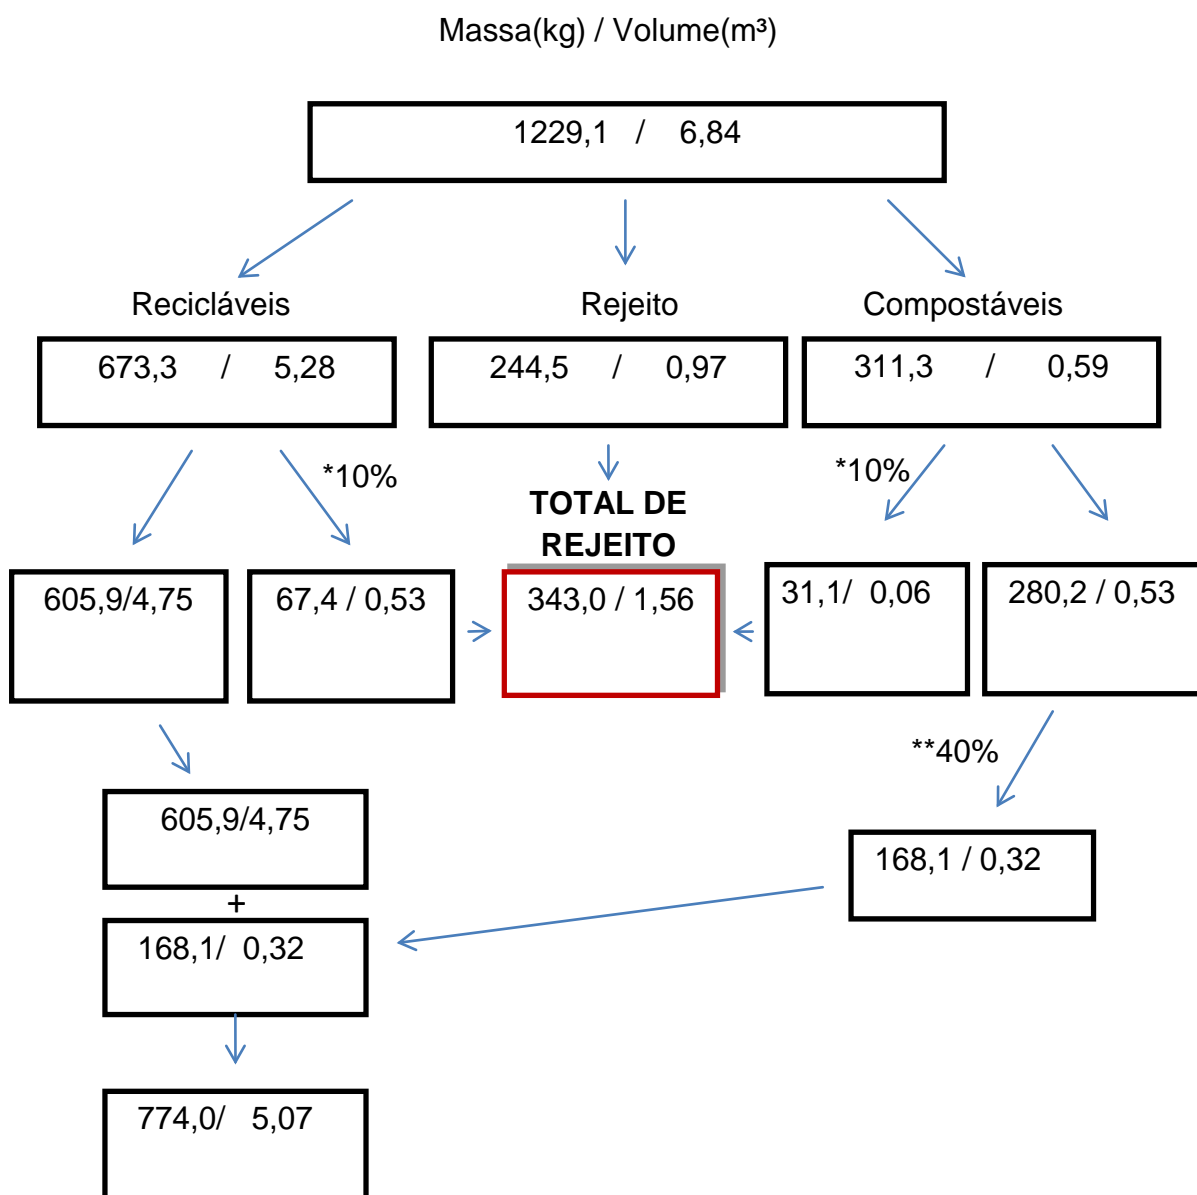 Massa(kg) / Volume(m³)
1229,1 / 6,84
Recicláveis
Rejeito
Compostáveis
673,3 / 5,28
244,5 / 0,97
311,3 / 0,59
*10%
*10%
TOTAL DE
REJEITO
605,9/4,75
67,4 / 0,53
343,0 / 1,56
31,1/ 0,06
280,2 / 0,53
**40%
605,9/4,75
168,1 / 0,32
+
168,1/ 0,32
774,0/ 5,07